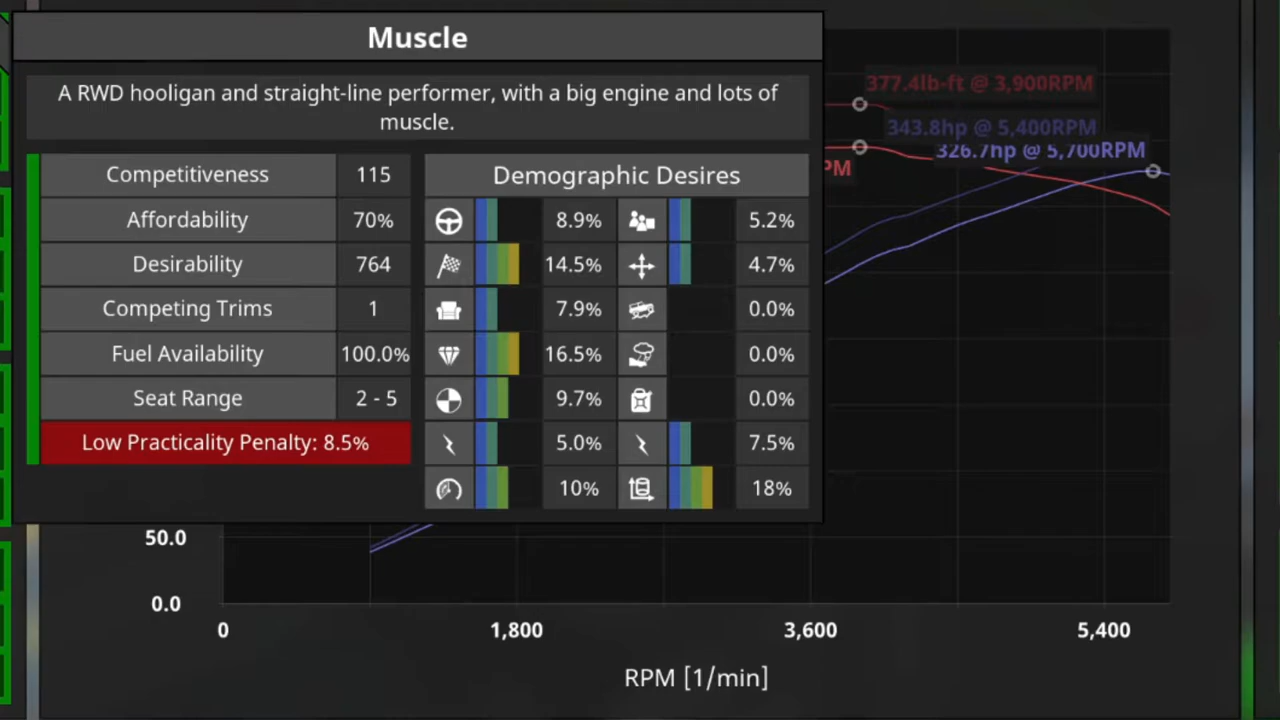 Muscle
A RWD hooligan and straight-line performer, with a big engine and lots of
muscle.
Competitiveness 115
Affordability 70%
Desirability 764
Competing Trims 1
Fuel Availability 100.0%
Seat Range 2 - 5
Low Practicality Penalty: 8.5%
Demographic Desires
8.9% 5.2%
14.5% 4.7%
7.9% 0.0%
16.5% 0.0%
9.7% 0.0%
5.0% 7.5%
10% 18%
377.4lb-ft @ 3,900RPM
343.8hp @ 5,400RPM
326.7hp @ 5,700RPM
PM
50.0
0.0
0 1,800 3,600 5,400
RPM [1/min]